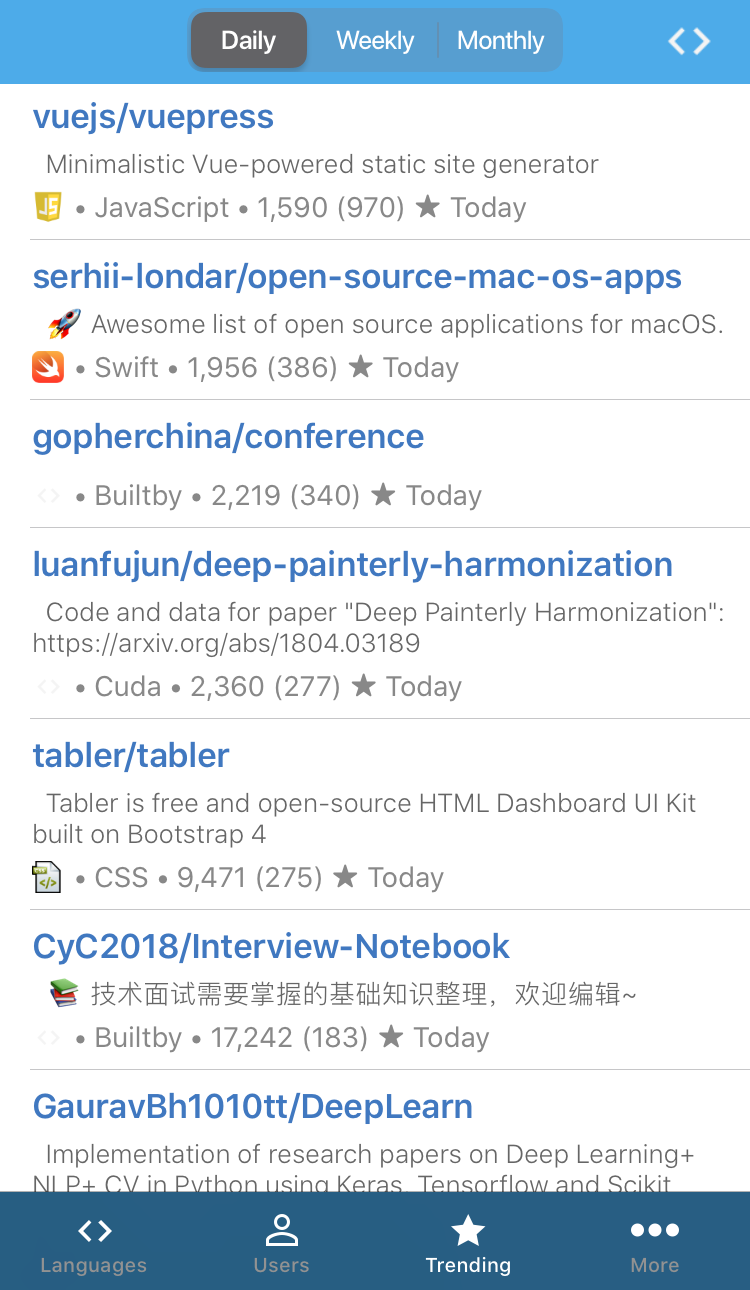 Daily Weekly Monthly
vuejs/vuepress
Minimalistic Vue-powered static site generator
JS • JavaScript • 1,590 (970) ★ Today
serhii-londar/open-source-mac-os-apps
🚀 Awesome list of open source applications for macOS.
• Swift • 1,956 (386) ★ Today
gopherchina/conference
• Builtby • 2,219 (340) ★ Today
luanfujun/deep-painterly-harmonization
Code and data for paper "Deep Painterly Harmonization":
https://arxiv.org/abs/1804.03189
• Cuda • 2,360 (277) ★ Today
tabler/tabler
Tabler is free and open-source HTML Dashboard UI Kit
built on Bootstrap 4
• CSS • 9,471 (275) ★ Today
CyC2018/Interview-Notebook
📚 技术面试需要掌握的基础知识整理，欢迎编辑~
• Builtby • 17,242 (183) ★ Today
GauravBh1010tt/DeepLearn
Implementation of research papers on Deep Learning+
NLP+ CV in Python using Keras, Tensorflow and Scikit
Languages Users Trending More